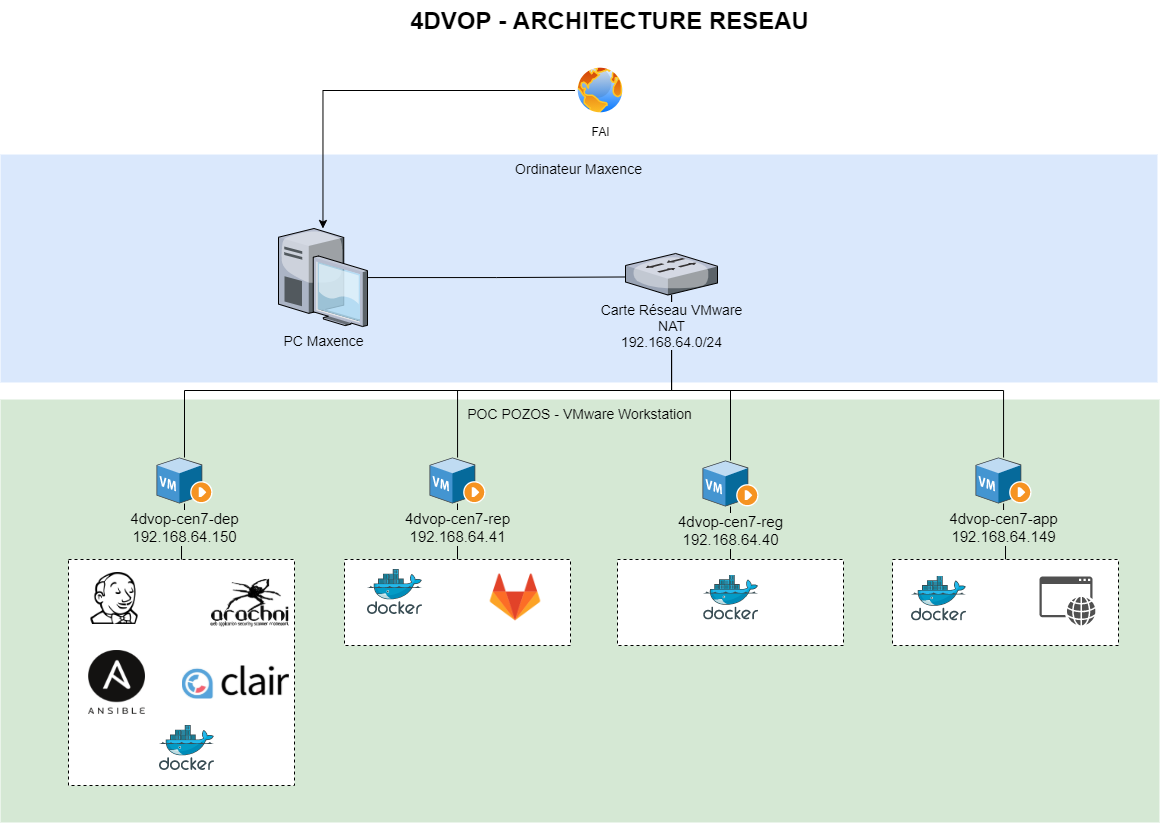 4DVOP - ARCHITECTURE RESEAU
FAI
Ordinateur Maxence
PC Maxence
Carte Réseau VMware
NAT
192.168.64.0/24
POC POZOS - VMware Workstation
VM
4dvop-cen7-dep
192.168.64.150
VM
4dvop-cen7-rep
192.168.64.41
VM
4dvop-cen7-reg
192.168.64.40
VM
4dvop-cen7-app
192.168.64.149
arachni
web application security scanner framework
ANSIBLE
clair
docker
docker
docker
docker